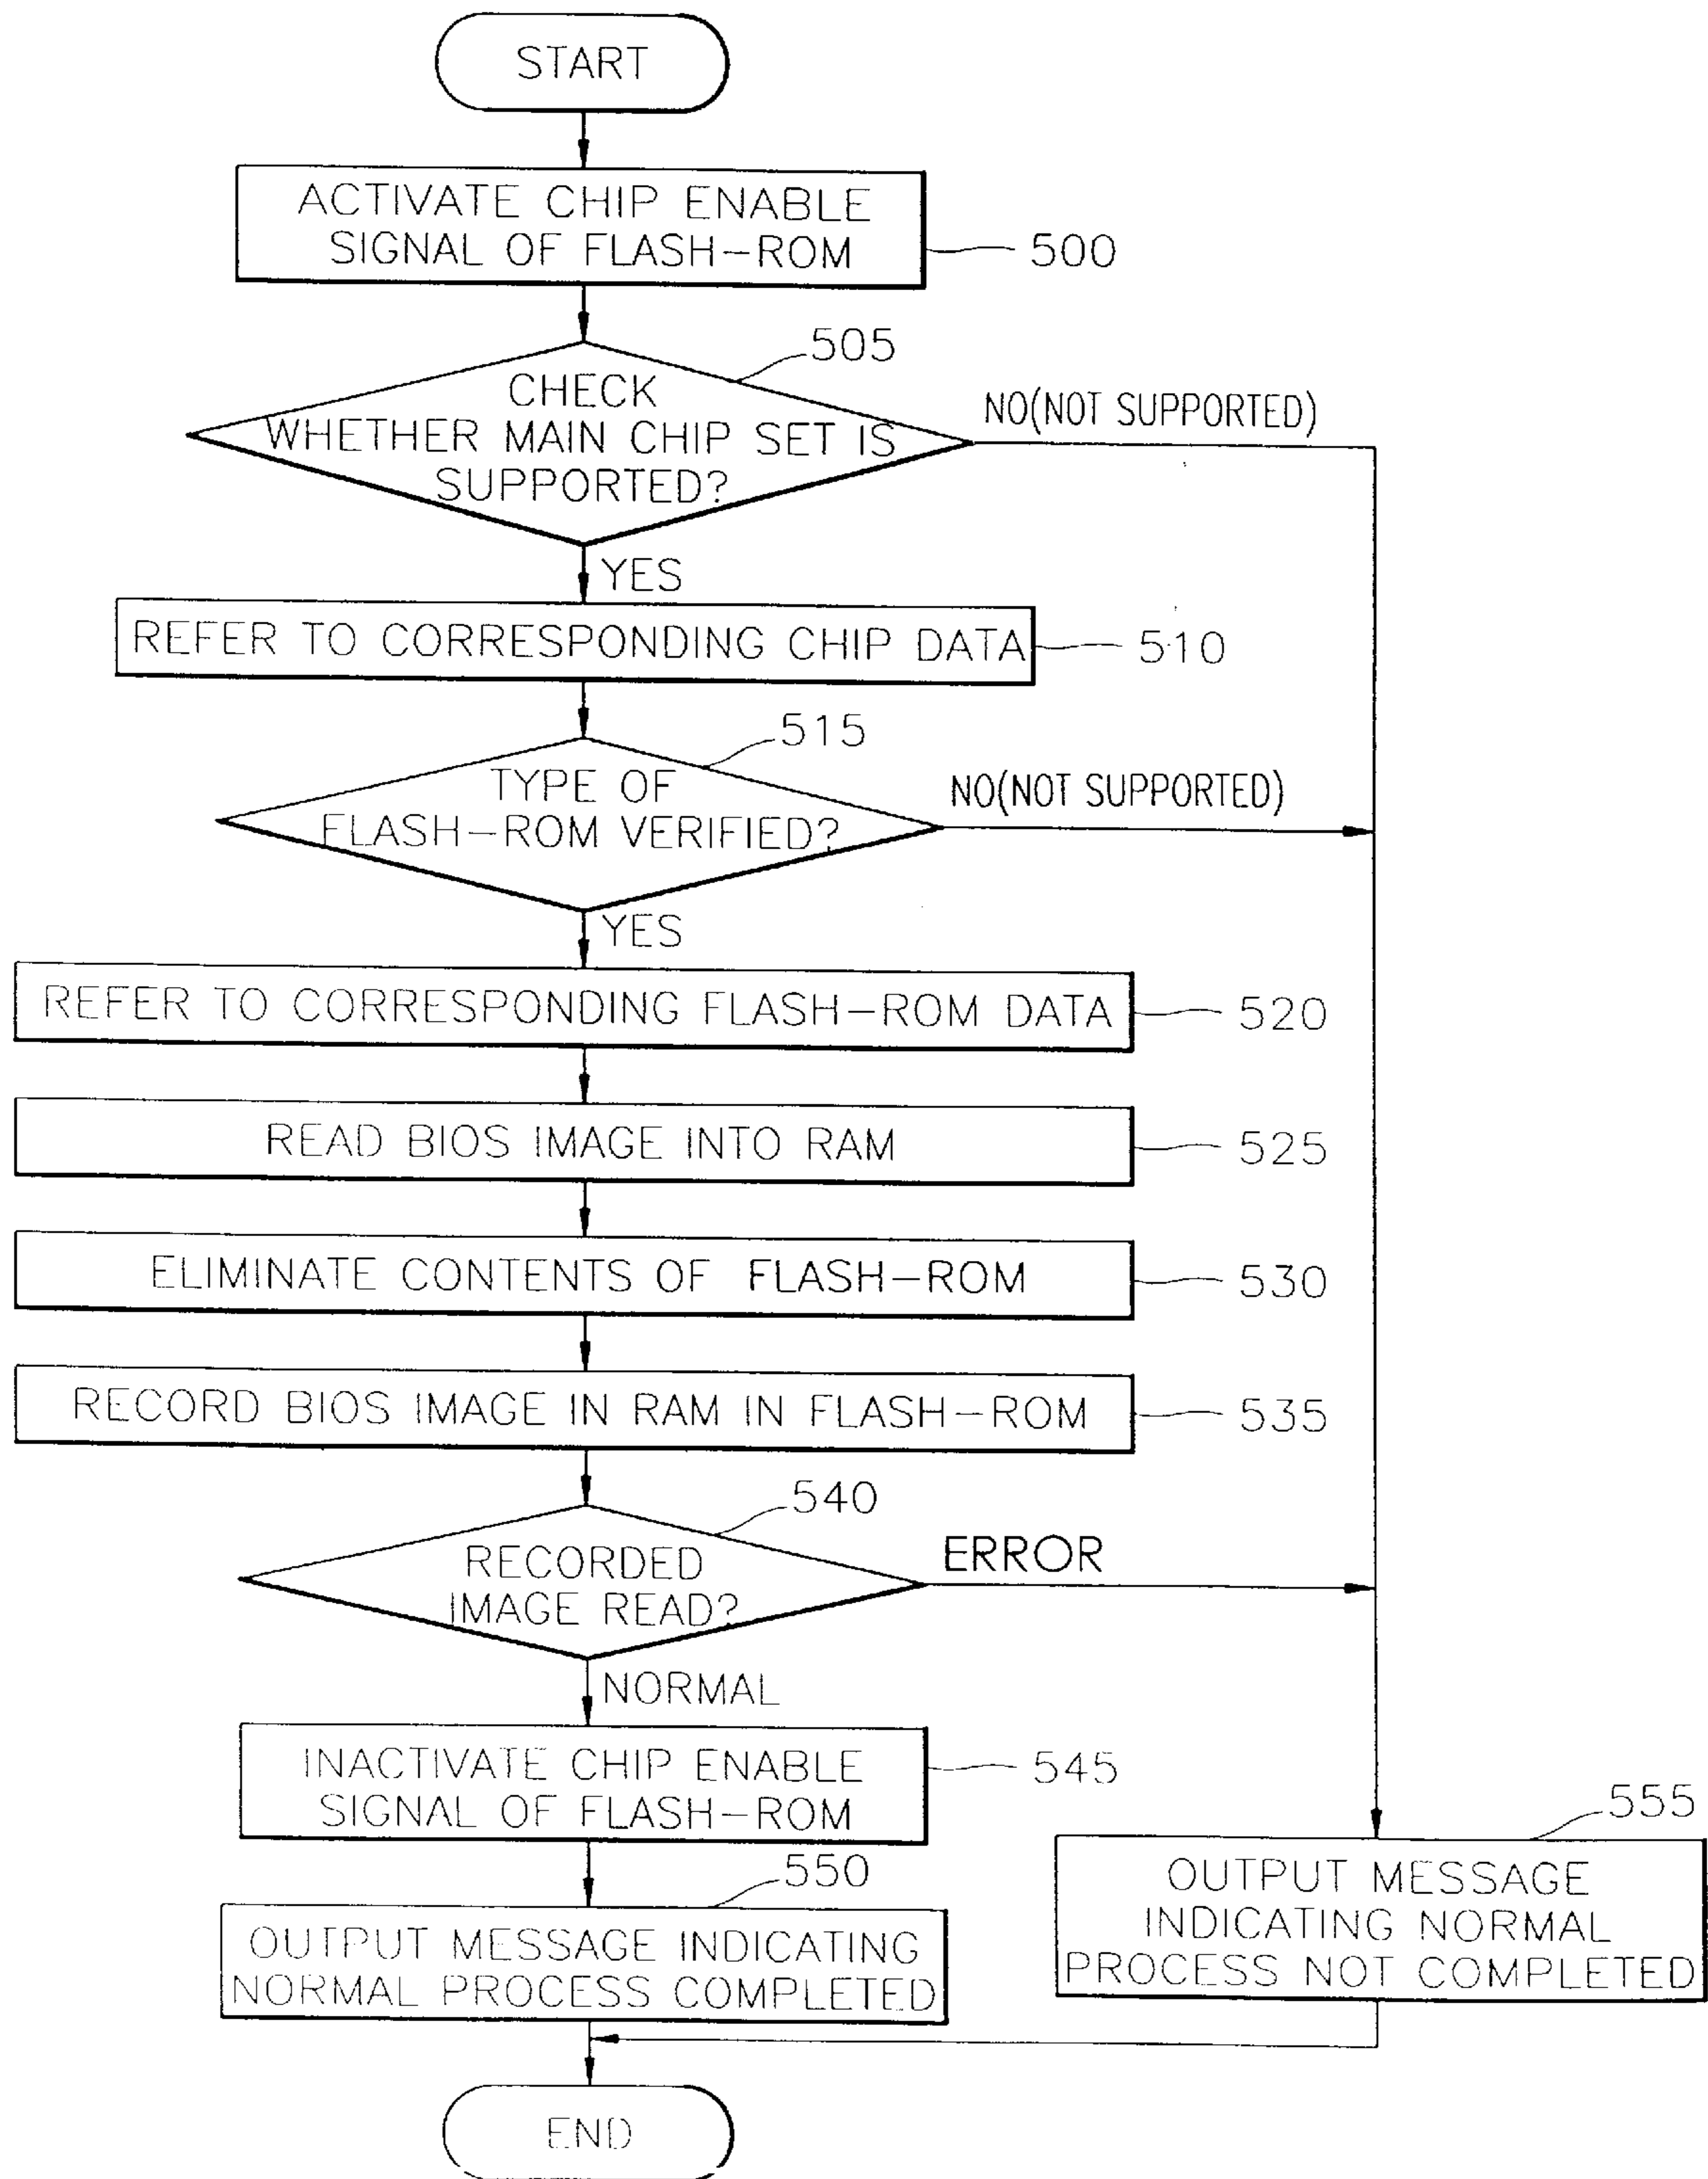 START
ACTIVATE CHIP ENABLE
SIGNAL OF FLASH-ROM
500
505
CHECK
WHETHER MAIN CHIP SET IS
SUPPORTED?
NO(NOT SUPPORTED)
YES
REFER TO CORRESPONDING CHIP DATA
510
515
TYPE OF
FLASH-ROM VERIFIED?
NO(NOT SUPPORTED)
YES
REFER TO CORRESPONDING FLASH-ROM DATA
520
READ BIOS IMAGE INTO RAM
525
ELIMINATE CONTENTS OF FLASH-ROM
530
RECORD BIOS IMAGE IN RAM IN FLASH-ROM
535
540
RECORDED
IMAGE READ?
ERROR
NORMAL
INACTIVATE CHIP ENABLE
SIGNAL OF FLASH-ROM
545
550
OUTPUT MESSAGE INDICATING
NORMAL PROCESS COMPLETED
555
OUTPUT MESSAGE
INDICATING NORMAL
PROCESS NOT COMPLETED
END